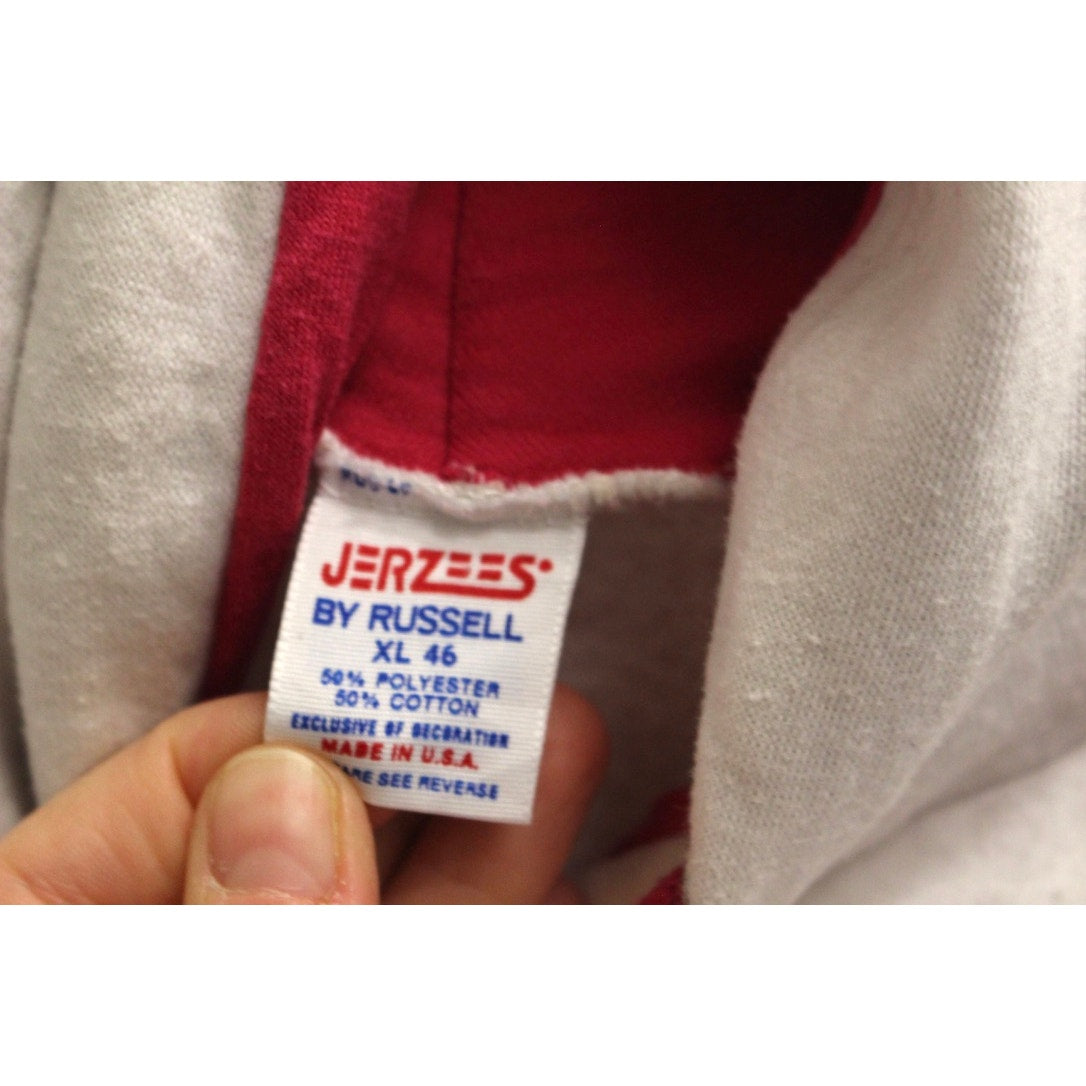 JERZEES
BY RUSSELL
XL 46
50% POLYESTER
50% COTTON
EXCLUSIVE OF DECORATION
MADE IN U.S.A.
SEE REVERSE